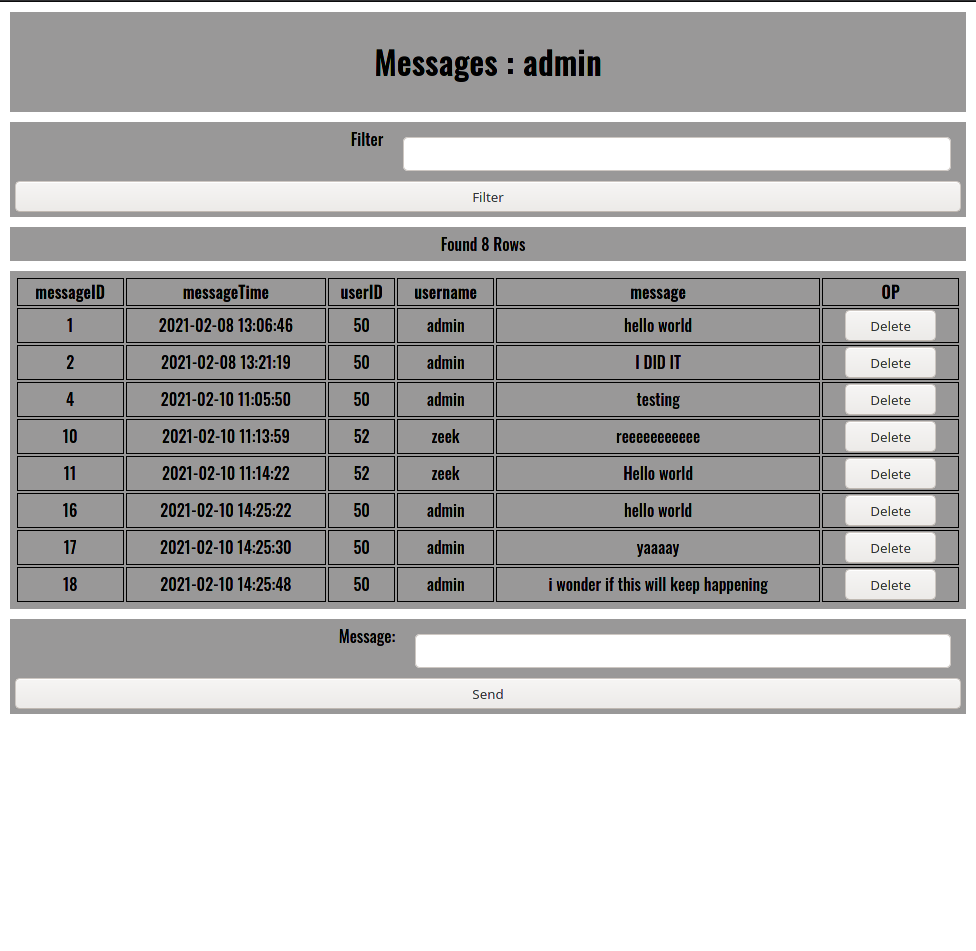 Messages : admin
Filter
Filter
Found 8 Rows
messageID messageTime userID username message OP
1 2021-02-08 13:06:46 50 admin hello world Delete
2 2021-02-08 13:21:19 50 admin I DID IT Delete
4 2021-02-10 11:05:50 50 admin testing Delete
10 2021-02-10 11:13:59 52 zeek reeeeeeeeeee Delete
11 2021-02-10 11:14:22 52 zeek Hello world Delete
16 2021-02-10 14:25:22 50 admin hello world Delete
17 2021-02-10 14:25:30 50 admin yaaaay Delete
18 2021-02-10 14:25:48 50 admin i wonder if this will keep happening Delete
Message:
Send